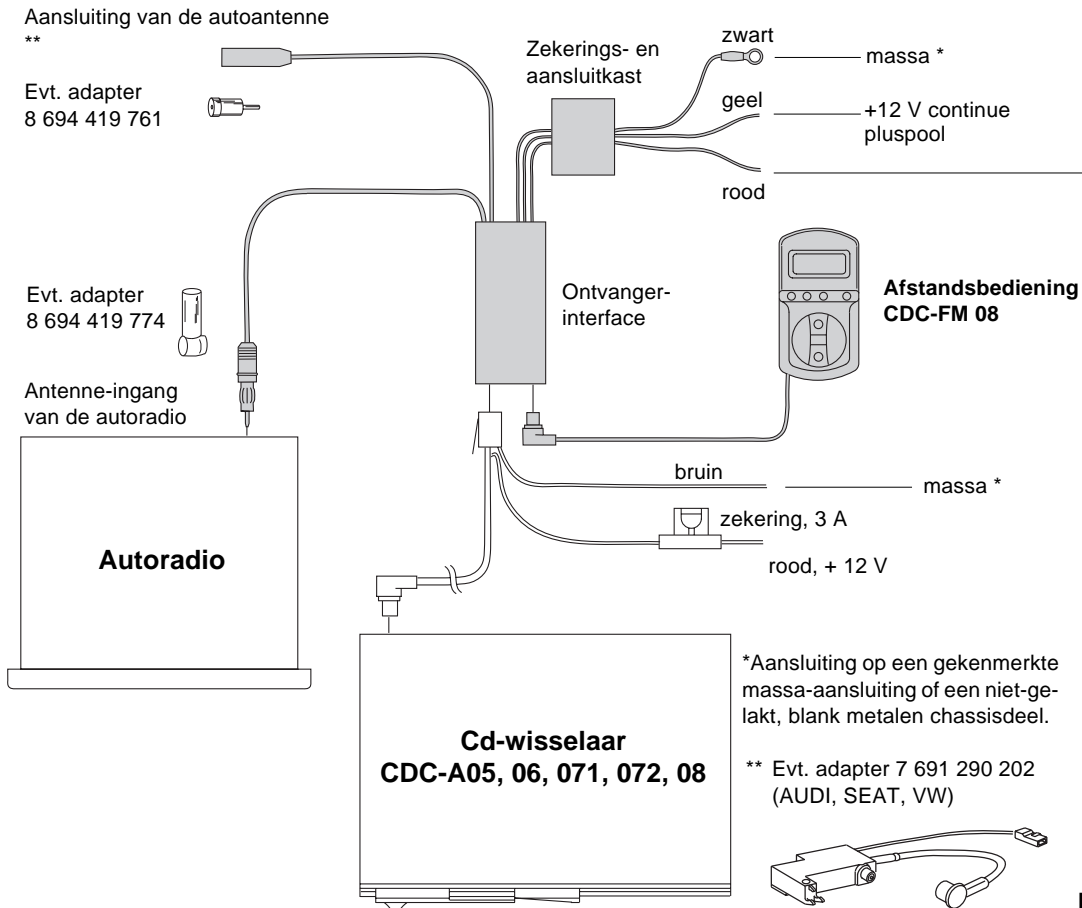 Aansluiting van de autoantenne
**
Evt. adapter
8 694 419 761
Zekerings- en
aansluitkast
zwart
massa *
geel
+12 V continue
pluspool
rood
Evt. adapter
8 694 419 774
Ontvanger-
interface
Afstandsbediening
CDC-FM 08
Antenne-ingang
van de autoradio
bruin
massa *
zekering, 3 A
rood, + 12 V
Autoradio
Cd-wisselaar
CDC-A05, 06, 071, 072, 08
*Aansluiting op een gekenmerkte
massa-aansluiting of een niet-ge-
lakt, blank metalen chassisdeel.
** Evt. adapter 7 691 290 202
(AUDI, SEAT, VW)